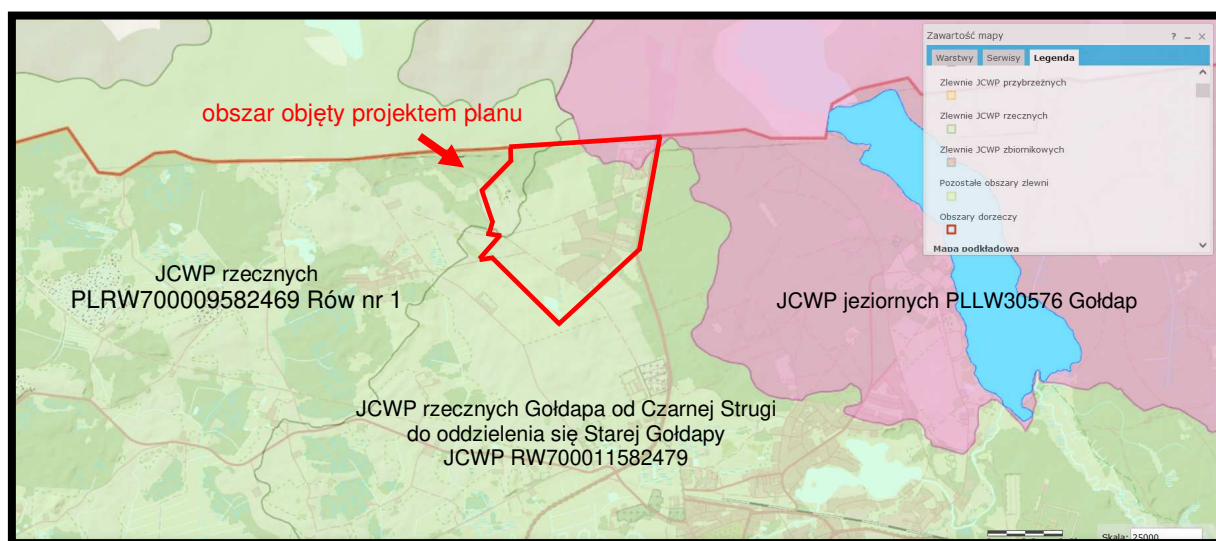 obszar objęty projektem planu
Zawartość mapy ? – ×
Warstwy Serwisy Legenda
Zlewnie JCWP przybrzeżnych
Zlewnie JCWP rzecznych
Zlewnie JCWP zbiornikowych
Pozostałe obszary zlewni
Obszary dorzeczy
Mapa podkładowa
JCWP rzecznych
PLRW700009582469 Rów nr 1
JCWP jeziornych PLLW30576 Gołdap
JCWP rzecznych Gołdapa od Czarnej Strugi
do oddzielenia się Starej Gołdapy
JCWP RW700011582479
Skala: 25000